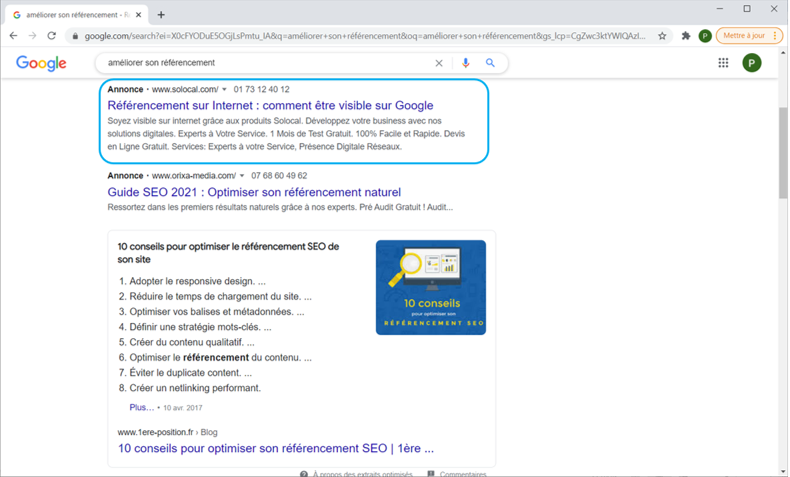 améliorer son référencement - Re
google.com/search?ei=X0cFYODuE5OGjLsPmtu_IA&q=améliorer+son+référencement&oq=améliorer+son+référencement&gs_lcp=CgZwc3ktYWIQAzI...
P
Mettre à jour
Google
améliorer son référencement
P
Annonce · www.solocal.com/ 01 73 12 40 12
Référencement sur Internet : comment être visible sur Google
Soyez visible sur internet grâce aux produits Solocal. Développez votre business avec nos
solutions digitales. Experts à Votre Service. 1 Mois de Test Gratuit. 100% Facile et Rapide. Devis
en Ligne Gratuit. Services: Experts à votre Service, Présence Digitale Réseaux.
Annonce · www.orixa-media.com/ 07 68 60 49 62
Guide SEO 2021 : Optimiser son référencement naturel
Ressortez dans les premiers résultats naturels grâce à nos experts. Pré Audit Gratuit ! Audit...
10 conseils pour optimiser le référencement SEO de
son site
1. Adopter le responsive design. ...
2. Réduire le temps de chargement du site. ...
3. Optimiser vos balises et métadonnées. ...
4. Définir une stratégie mots-clés. ...
5. Créer du contenu qualitatif. ...
6. Optimiser le référencement du contenu. ...
7. Éviter le duplicate content. ...
8. Créer un netlinking performant.
10 conseils
pour optimiser son
RÉFÉRENCEMENT SEO
Plus... · 10 avr. 2017
www.1ere-position.fr › Blog
10 conseils pour optimiser son référencement SEO | 1ère ...
À propos des extraits optimisés Commentaires